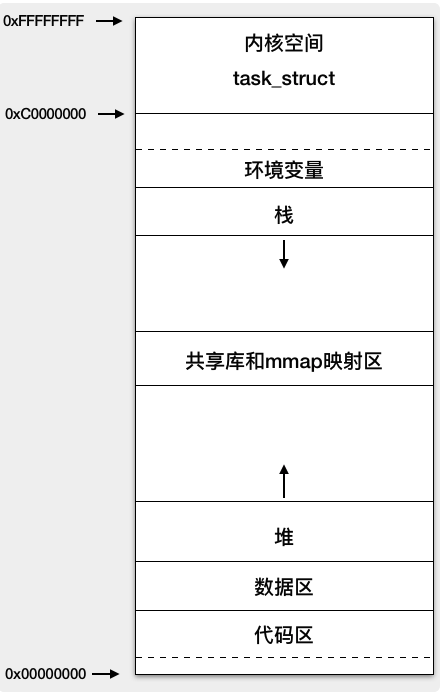 0xFFFFFFFF
内核空间
task_struct
0xC0000000
环境变量
栈
共享库和mmap映射区
堆
数据区
代码区
0x00000000